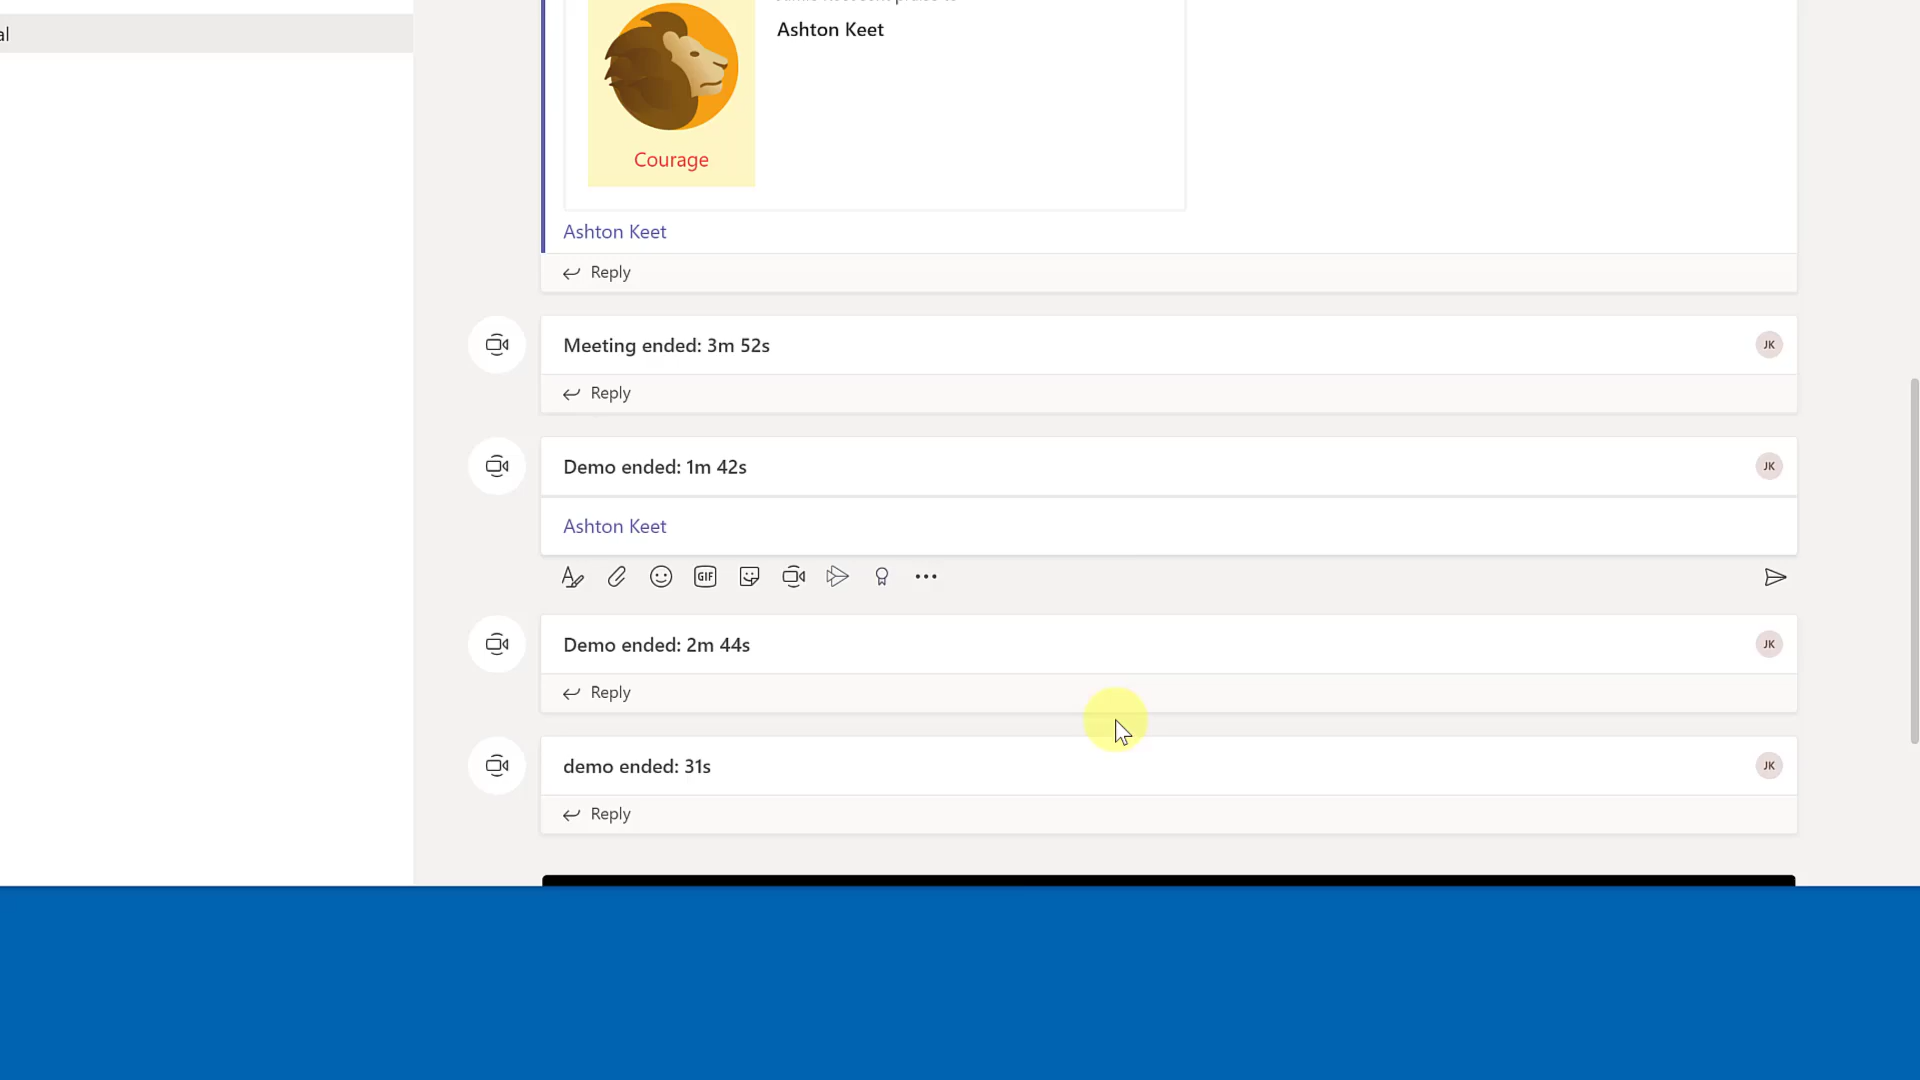 al
Ashton Keet
Courage
Ashton Keet
Reply
Meeting ended: 3m 52s
JK
Reply
Demo ended: 1m 42s
JK
Ashton Keet
GIF
Demo ended: 2m 44s
JK
Reply
demo ended: 31s
JK
Reply